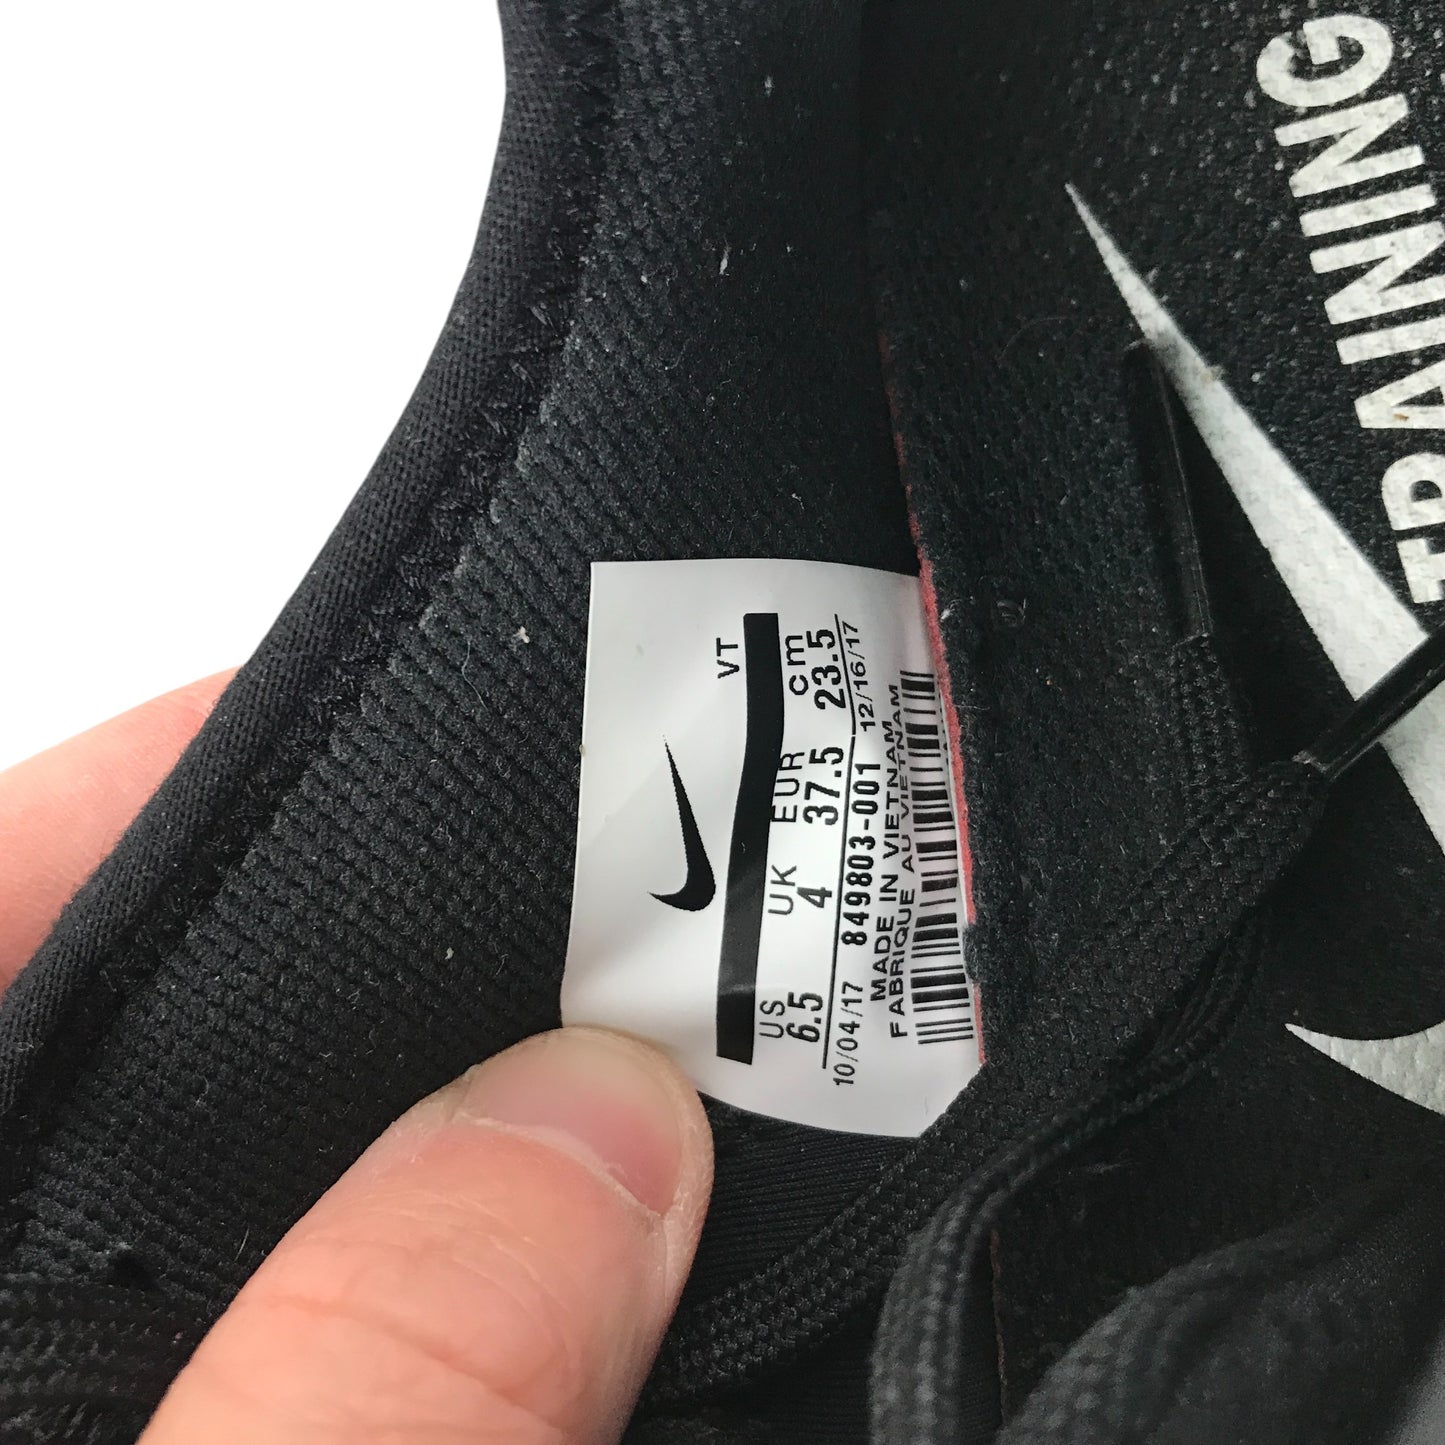 VT
US UK EUR cm
6.5 4 37.5 23.5
10/04/17 849803-001 12/16/17
MADE IN VIETNAM
FABRIQUE AU VIETNAM
TRAINING